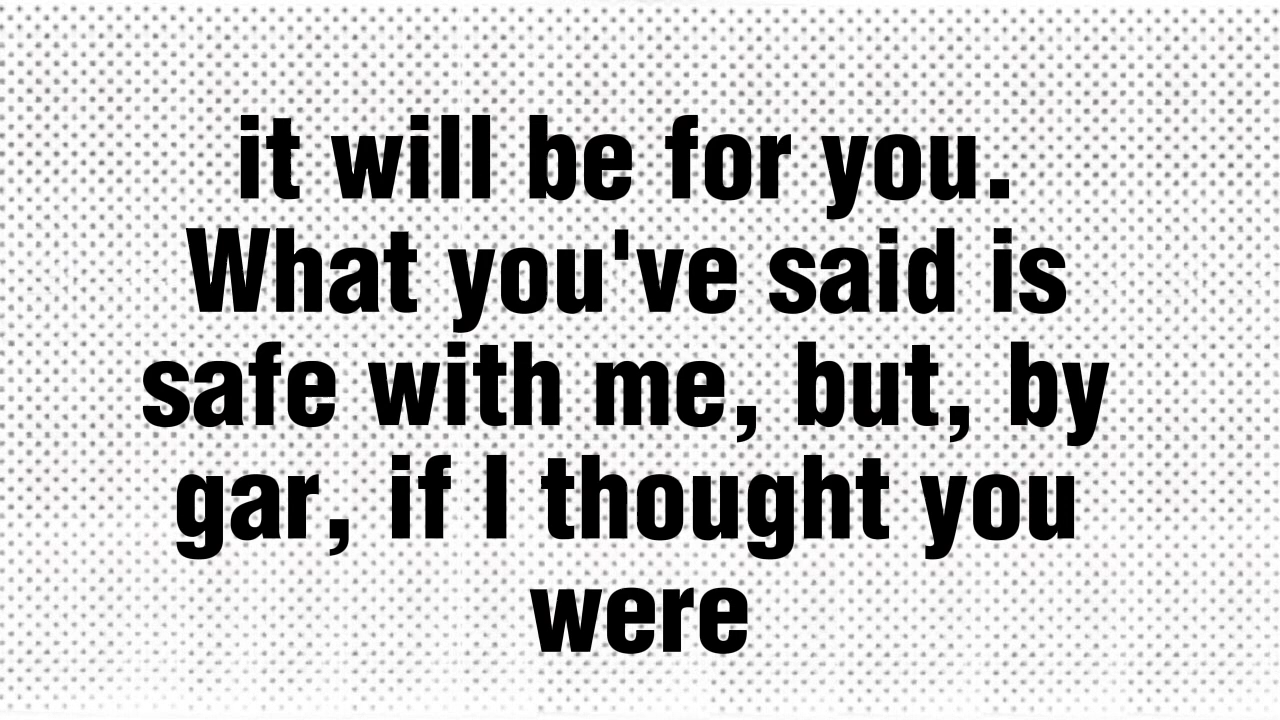 it will be for you.
What you've said is
safe with me, but, by
gar, if I thought you
were